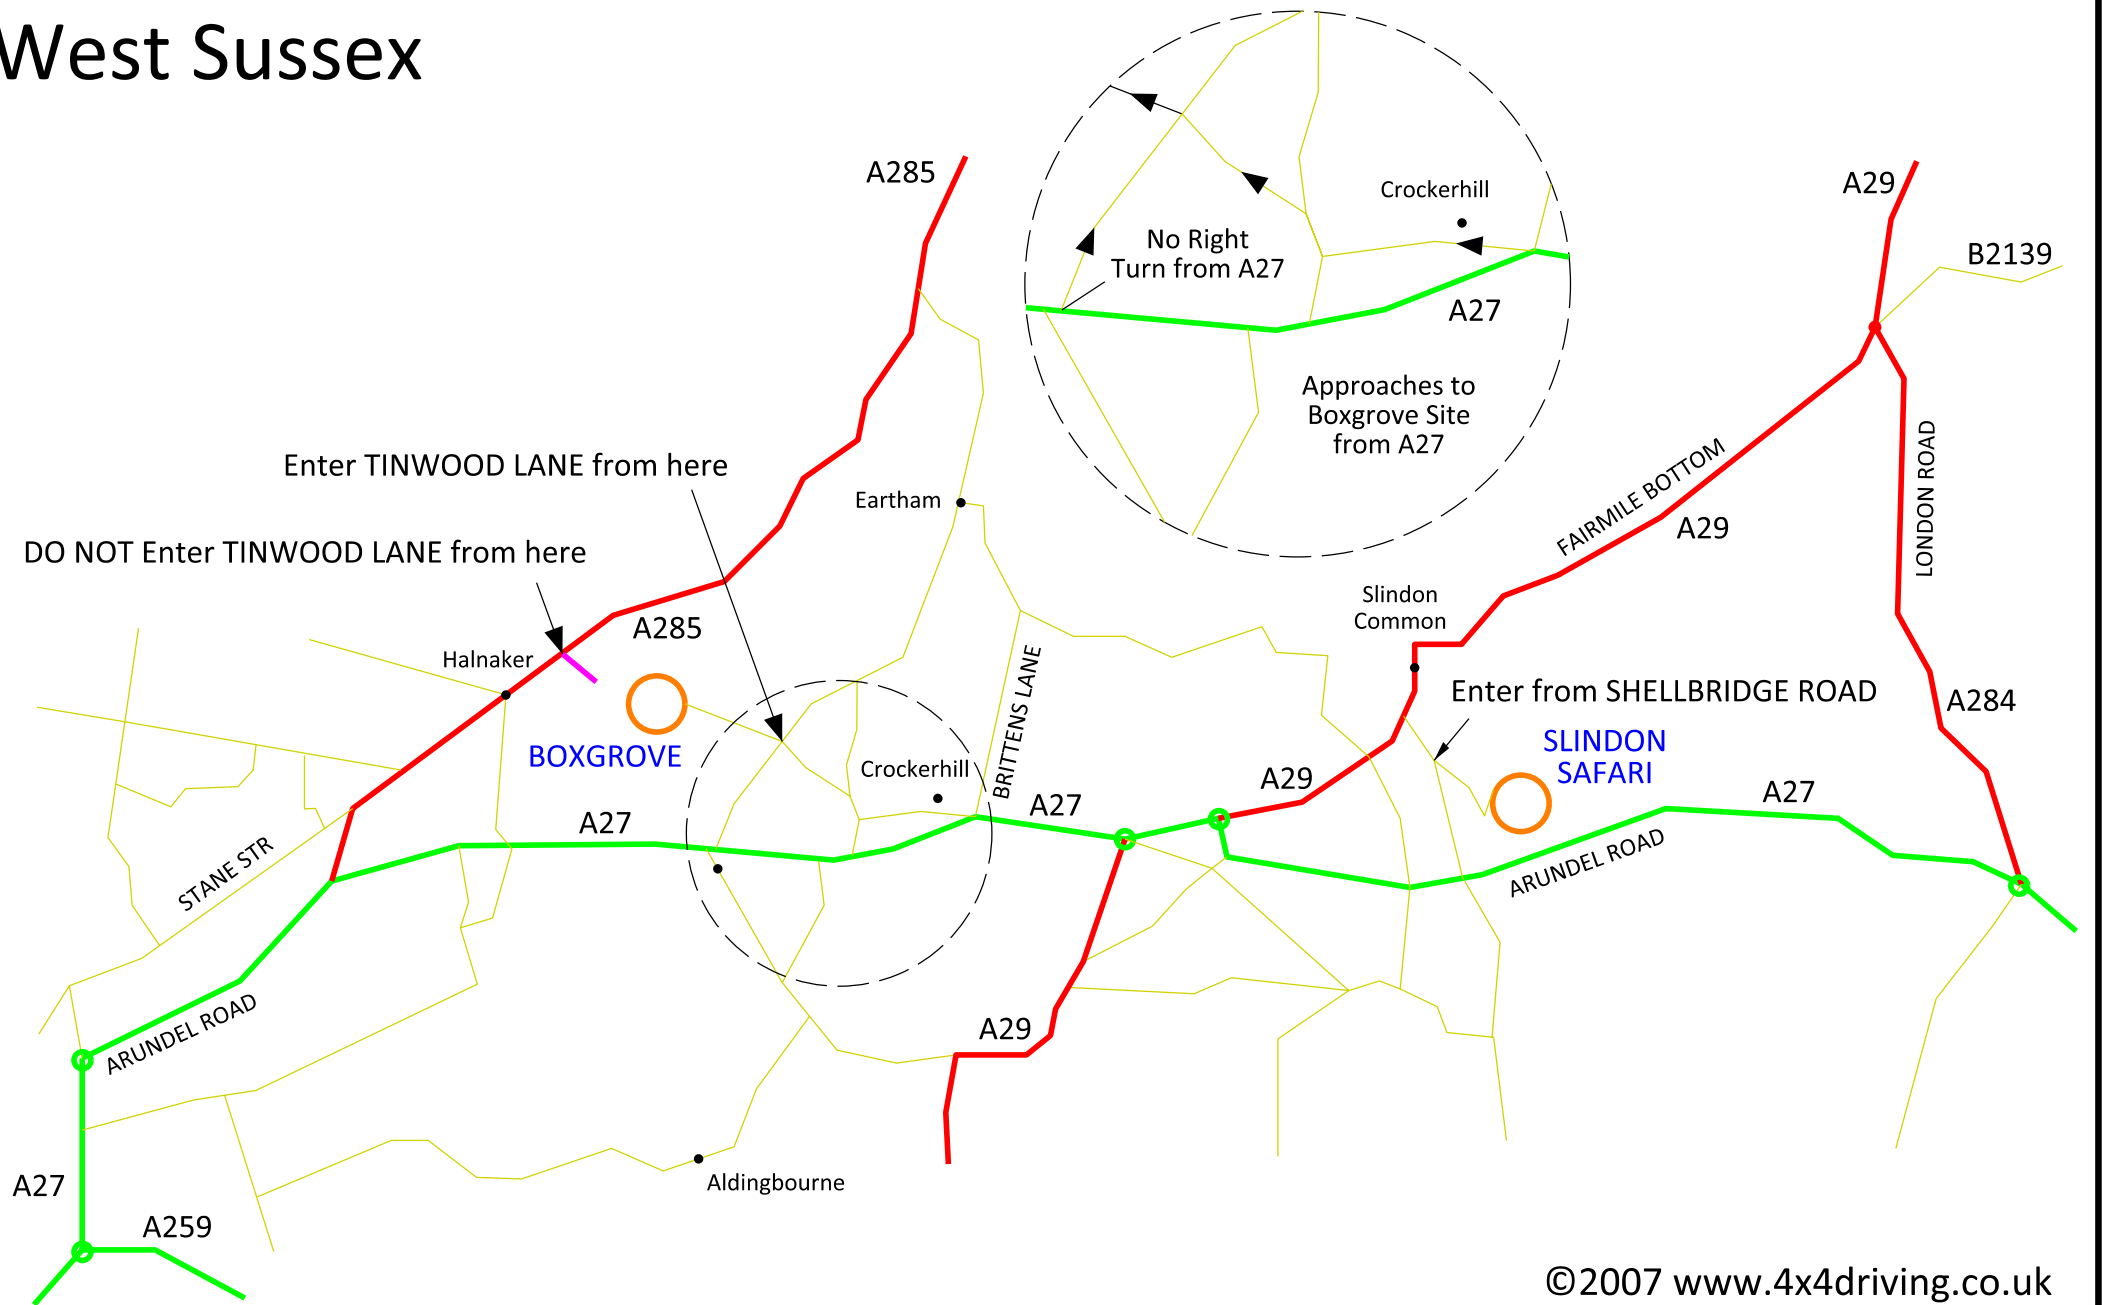 West Sussex
A285
Crockerhill
No Right
Turn from A27
A27
Approaches to
Boxgrove Site
from A27
A29
B2139
Enter TINWOOD LANE from here
Eartham
DO NOT Enter TINWOOD LANE from here
FAIRMILE BOTTOM
A29
LONDON ROAD
Slindon
Common
A285
Halnaker
BRITTENS LANE
Enter from SHELLBRIDGE ROAD
A284
BOXGROVE
SLINDON
SAFARI
Crockerhill
A29
A27
A27
A27
STANE STR
ARUNDEL ROAD
ARUNDEL ROAD
A29
A27
Aldingbourne
A259
©2007 www.4x4driving.co.uk